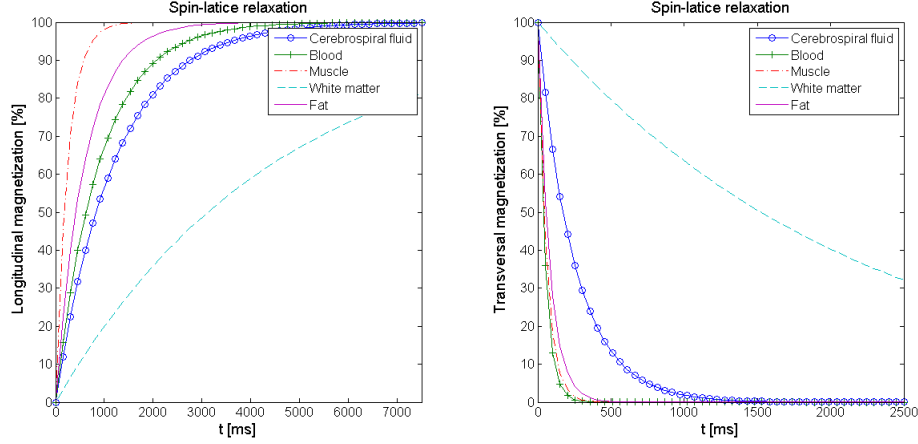 Spin-latice relaxation
Longitudinal magnetization [%]
100
90
80
70
60
50
40
30
20
10
0
0 1000 2000 3000 4000 5000 6000 7000
t [ms]
Cerebrospiral fluid
Blood
Muscle
White matter
Fat
Spin-latice relaxation
Transversal magnetization [%]
100
90
80
70
60
50
40
30
20
10
0
0 500 1000 1500 2000 2500
t [ms]
Cerebrospiral fluid
Blood
Muscle
White matter
Fat